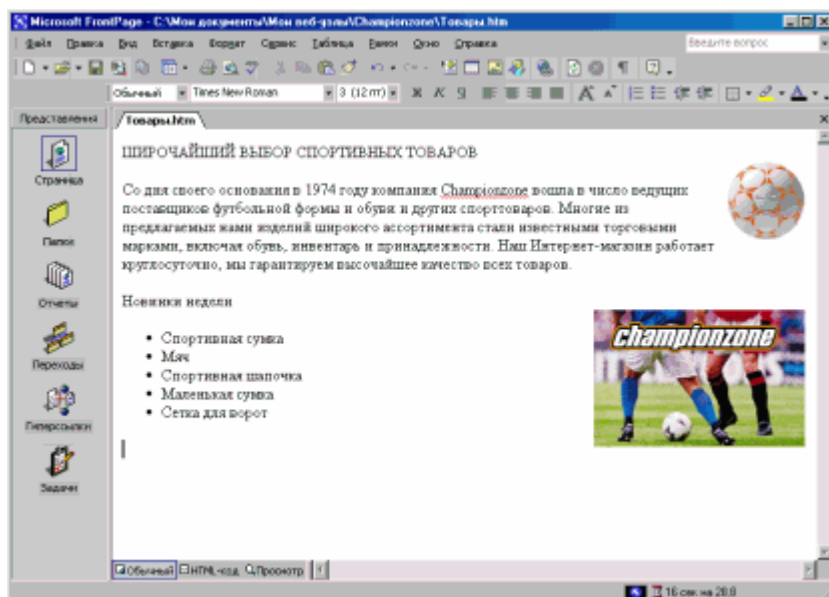 Microsoft FrontPage - C:\Мои документы\Мои веб-узлы\Championzone\Товары.htm
Файл Правка Вид Вставка Формат Сервис Таблица Рамки Окно Справка
Введите вопрос
Обычный Times New Roman 3 (12 пт) Ж К Ч
Представления
Товары.htm
Страница
Папки
Отчеты
Переходы
Гиперссылки
Задачи
ШИРОЧАЙШИЙ ВЫБОР СПОРТИВНЫХ ТОВАРОВ
Со дня своего основания в 1974 году компания Championzone вошла в число ведущих
поставщиков футбольной формы и обуви и других спорттоваров. Многие из
предлагаемых нами изделий широкого ассортимента стали известными торговыми
марками, включая обувь, инвентарь и принадлежности. Наш Интернет-магазин работает
круглосуточно, мы гарантируем высочайшее качество всех товаров.
Новинки недели
• Спортивная сумка
• Мяч
• Спортивная шапочка
• Маленькая сумка
• Сетка для ворот
championzone
Обычный HTML-код Просмотр
16 сек. на 28,8